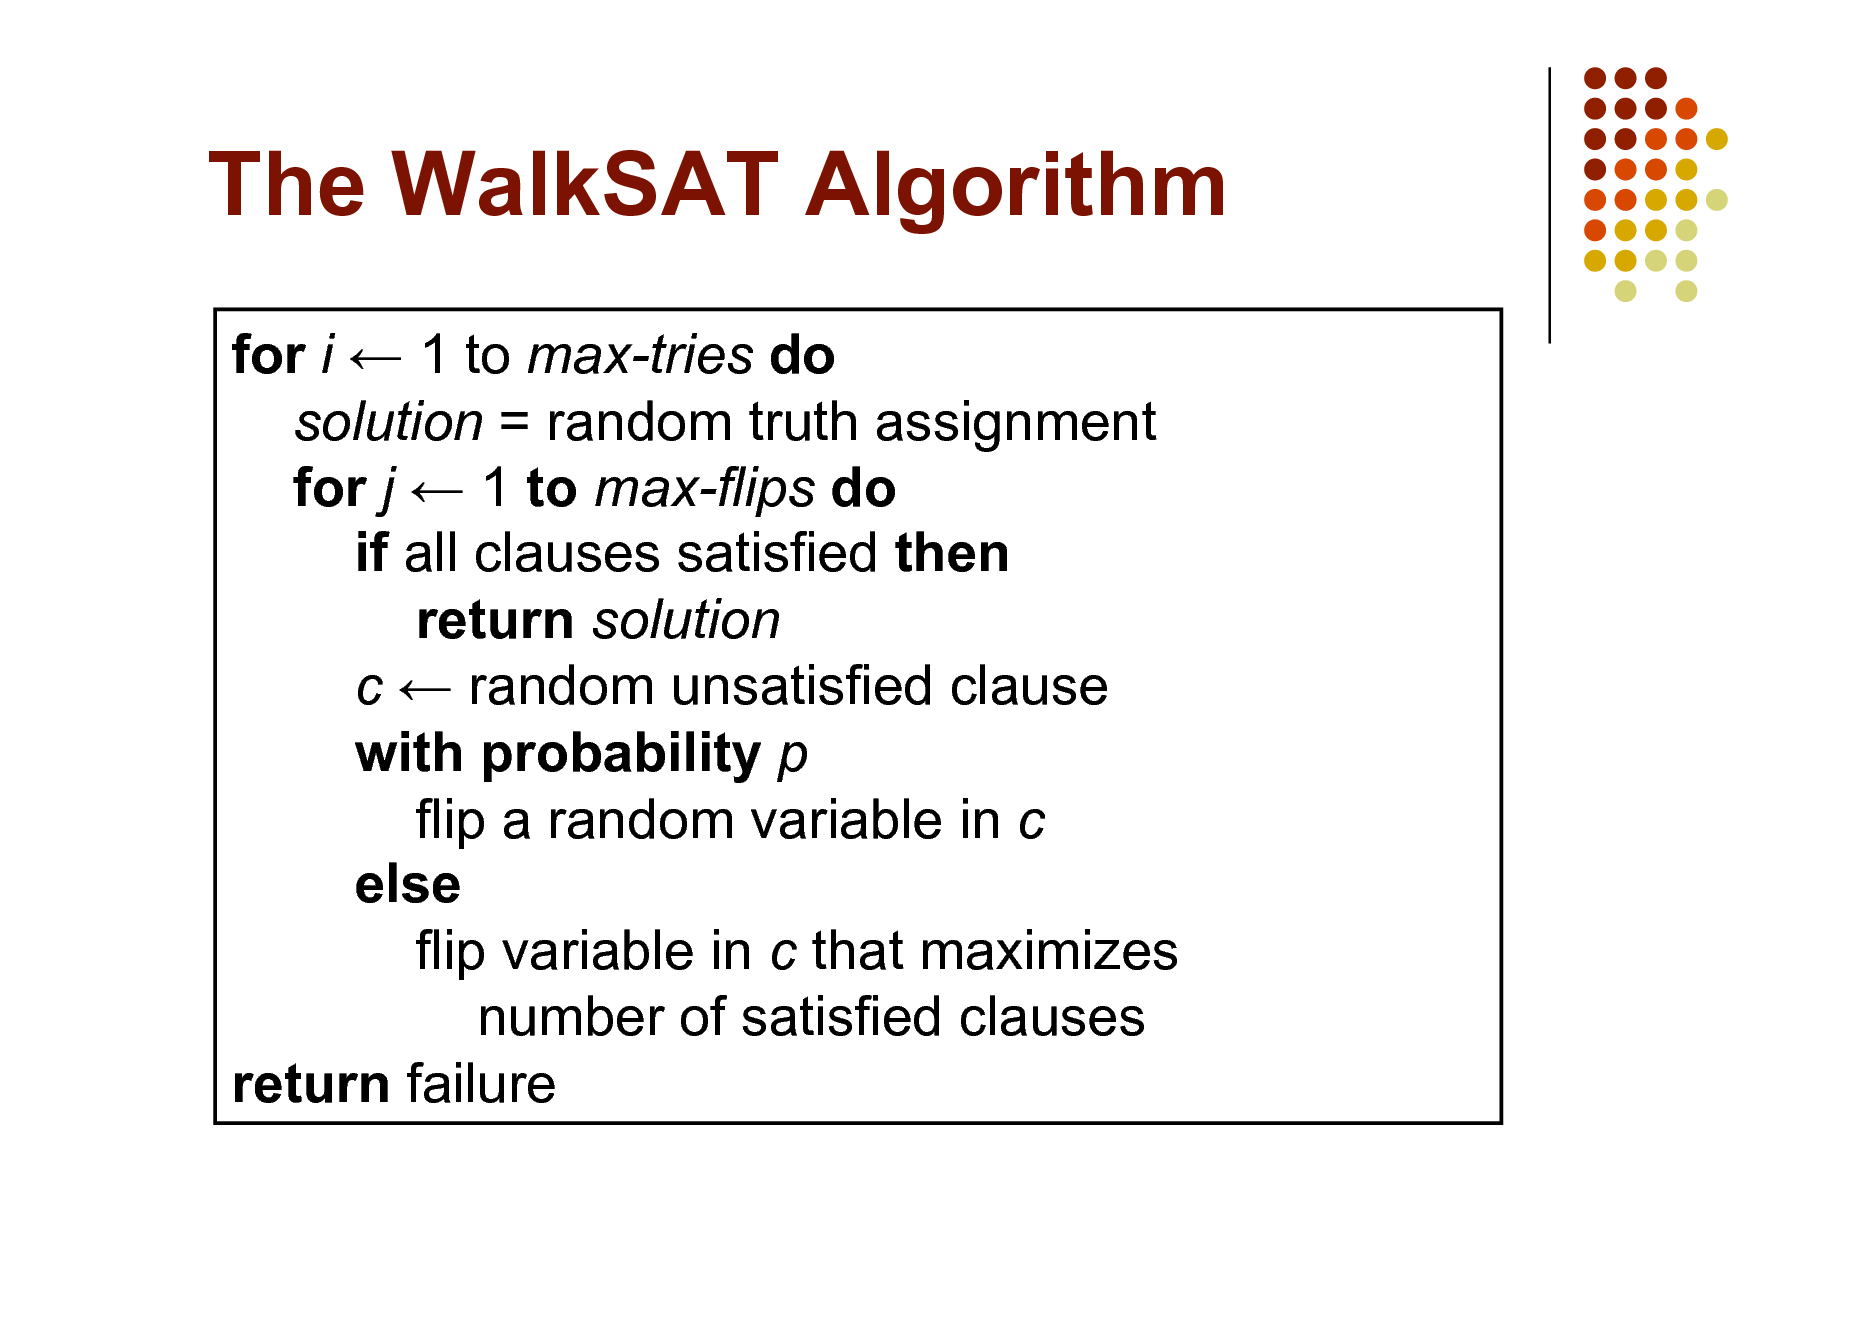 The WalkSAT Algorithm
for i ← 1 to max-tries do
solution = random truth assignment
for j ← 1 to max-flips do
if all clauses satisfied then
return solution
c ← random unsatisfied clause
with probability p
flip a random variable in c
else
flip variable in c that maximizes
number of satisfied clauses
return failure